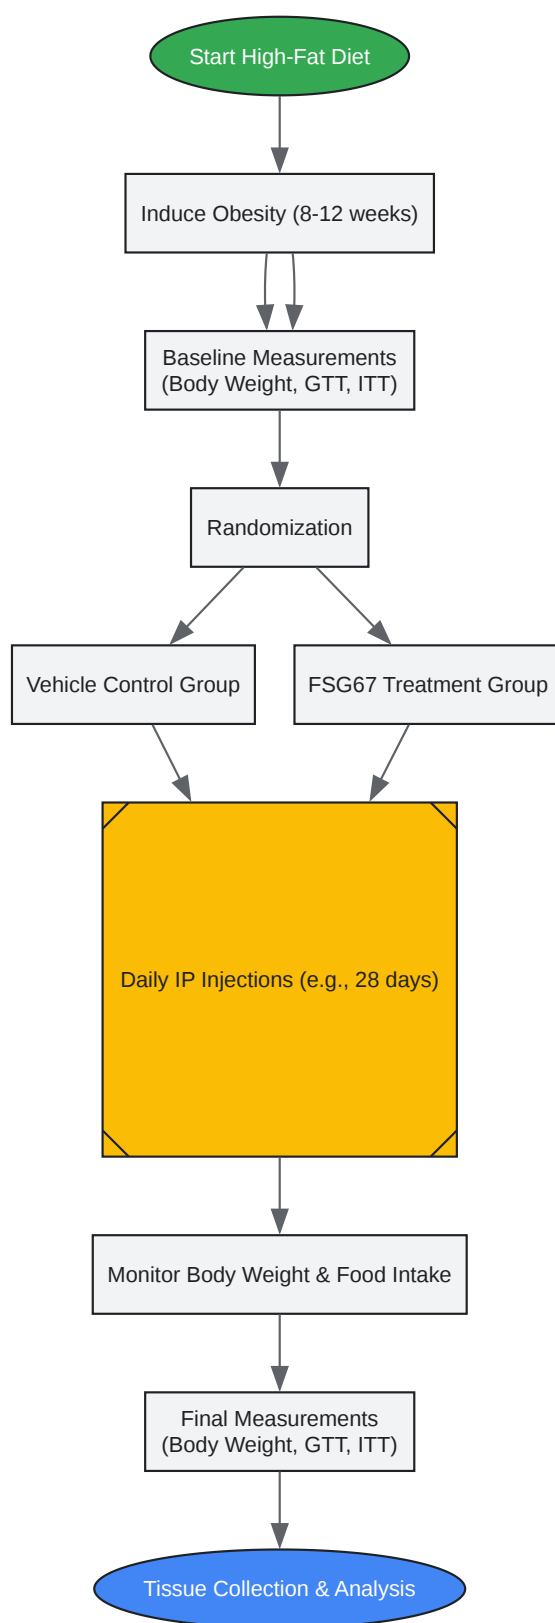 Start High-Fat Diet
Induce Obesity (8-12 weeks)
Baseline Measurements
(Body Weight, GTT, ITT)
Randomization
Vehicle Control Group
FSG67 Treatment Group
Daily IP Injections (e.g., 28 days)
Monitor Body Weight & Food Intake
Final Measurements
(Body Weight, GTT, ITT)
Tissue Collection & Analysis